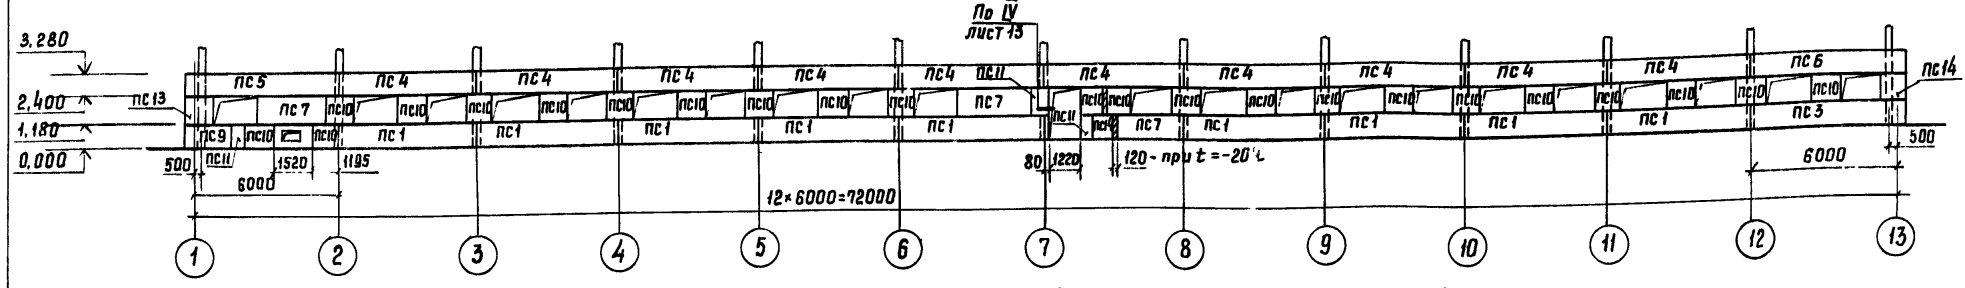 По IV
лист 13
3,280
2,400
1,180
0,000
пс5 пс4 пс4 пс4 пс4 пс4 пс11 пс4 пс4 пс4 пс4 пс6
пс13 пс7 пс10 пс10 пс10 пс10 пс10 пс10 пс10 пс10 пс10 пс7 пс10 пс10 пс10 пс10 пс10 пс10 пс10 пс10 пс10 пс10 пс10 пс14
пс9 пс10 пс10 пс1 пс1 пс1 пс1 пс1 пс11 пс7 пс1 пс1 пс1 пс1 пс3
пс11
500 1520 1195 80 1220 120 - при t = -20° 6000 500
6000
12×6000=72000
1 2 3 4 5 6 7 8 9 10 11 12 13